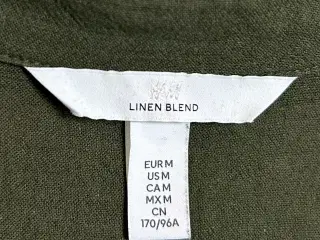 H&M
LINEN BLEND
EUR M
US M
CA M
MX M
CN
170/96A